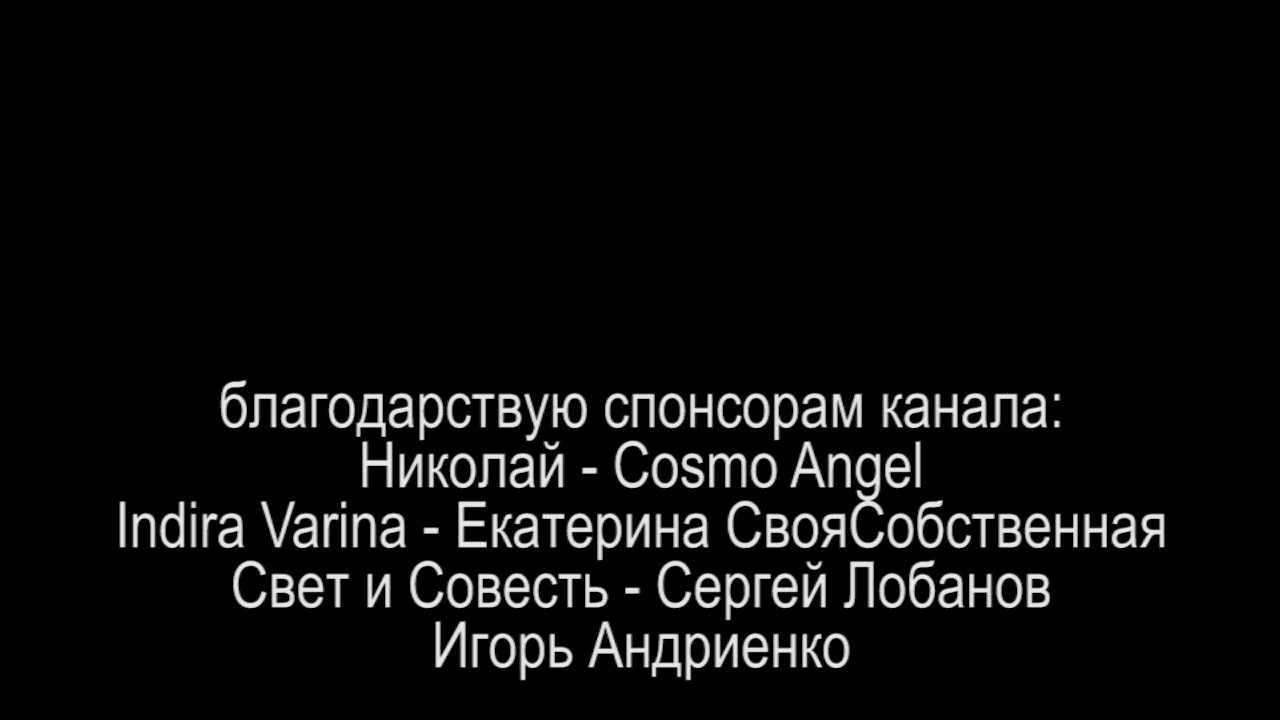 благодарствую спонсорам канала:
Николай - Cosmo Angel
Indira Varina - Екатерина СвояСобственная
Свет и Совесть - Сергей Лобанов
Игорь Андриенко